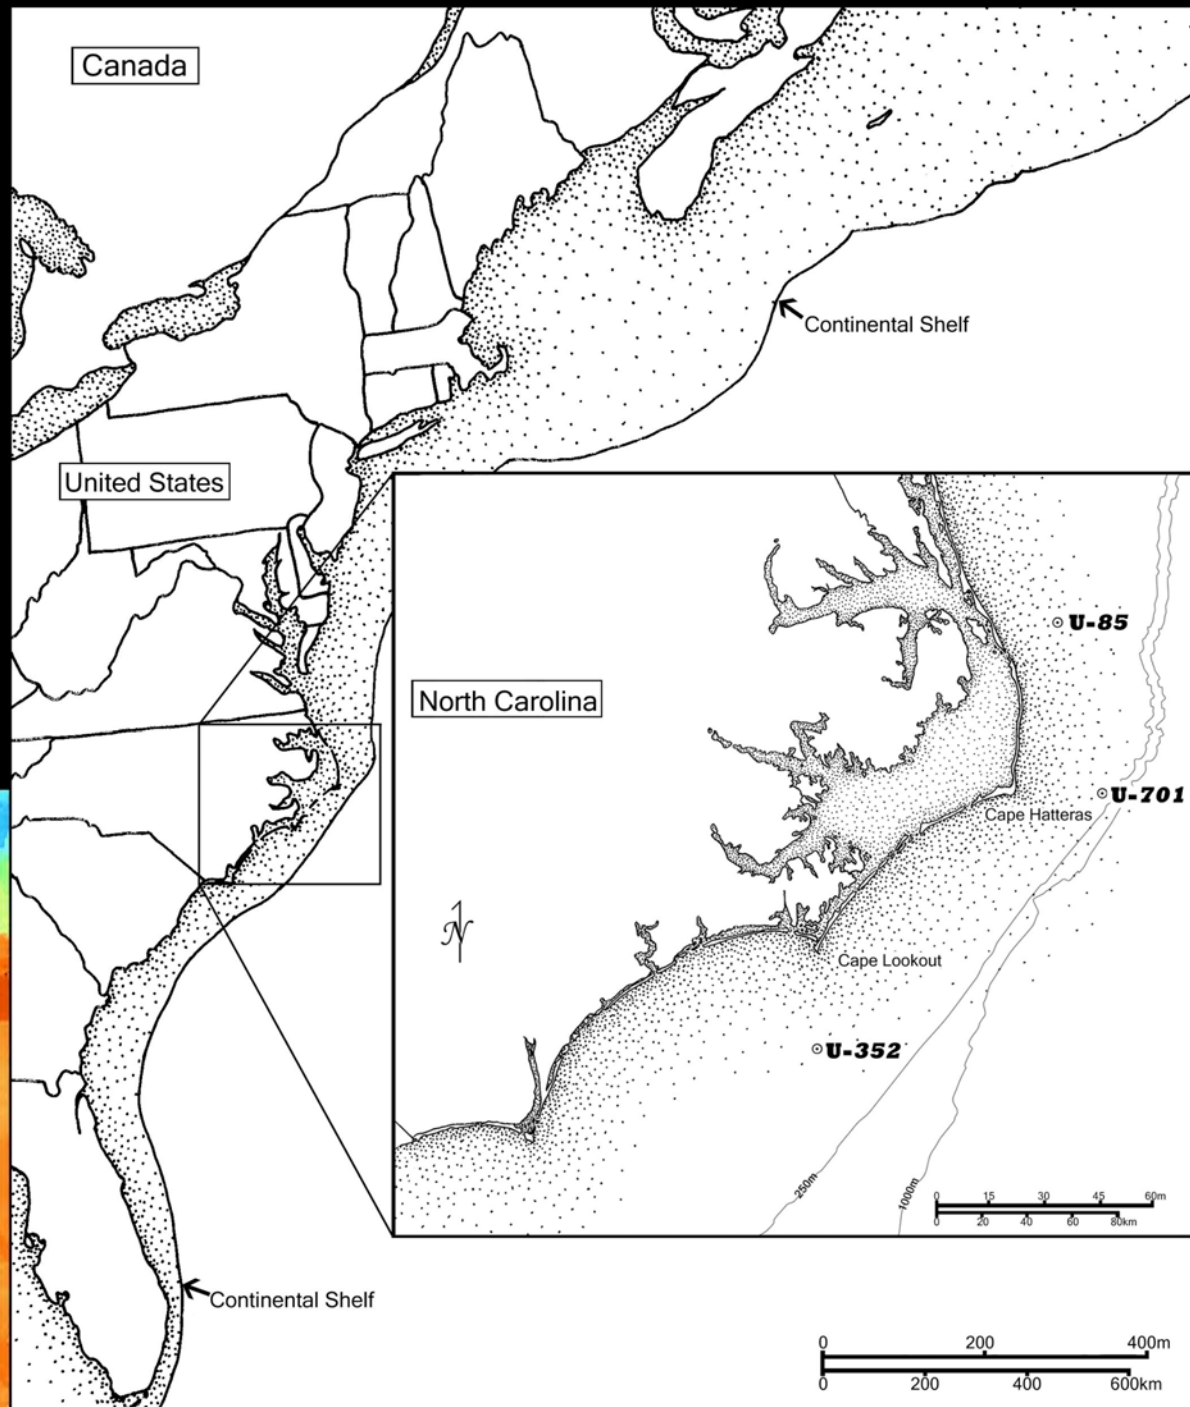 Canada
Continental Shelf
United States
U-85
North Carolina
U-701
Cape Hatteras
N
Cape Lookout
U-352
250m
1000m
0 15 30 45 60m
0 20 40 60 80km
Continental Shelf
0 200 400m
0 200 400 600km